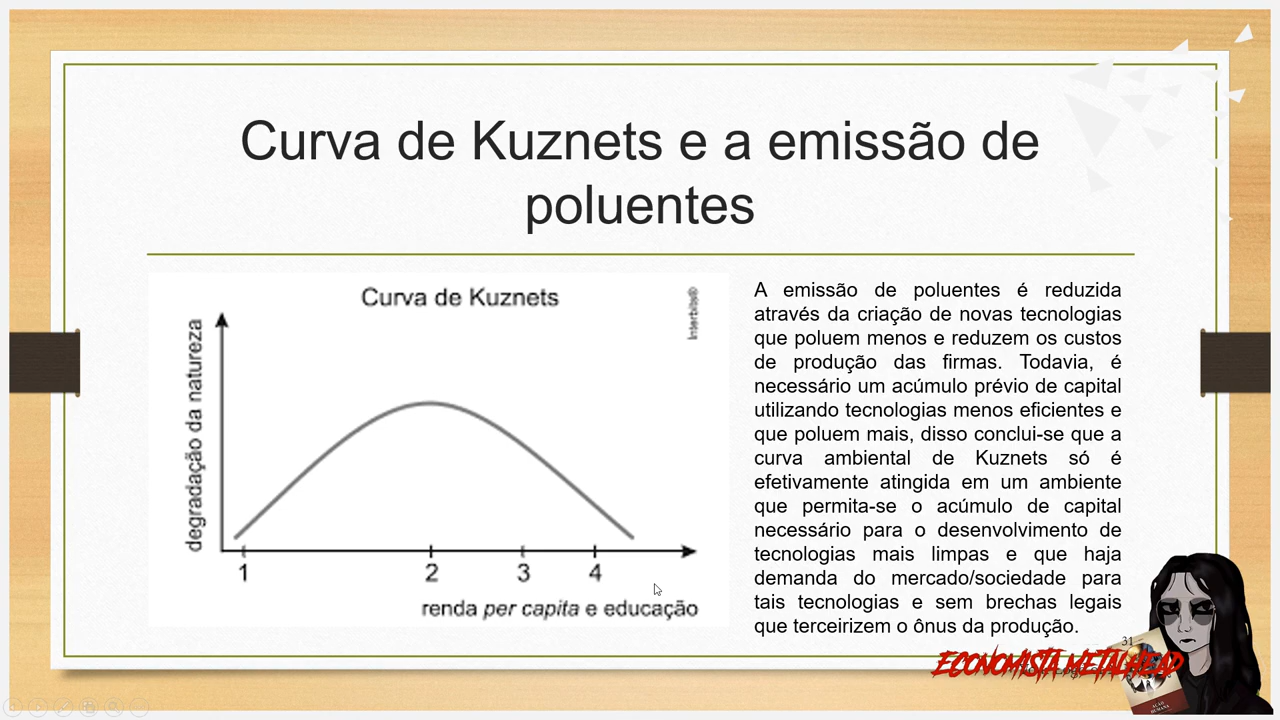 Curva de Kuznets e a emissão de
poluentes
Curva de Kuznets
Interbits®
degradação da natureza
1
2
3
4
renda per capita e educação
A emissão de poluentes é reduzida
através da criação de novas tecnologias
que poluem menos e reduzem os custos
de produção das firmas. Todavia, é
necessário um acúmulo prévio de capital
utilizando tecnologias menos eficientes e
que poluem mais, disso conclui-se que a
curva ambiental de Kuznets só é
efetivamente atingida em um ambiente
que permita-se o acúmulo de capital
necessário para o desenvolvimento de
tecnologias mais limpas e que haja
demanda do mercado/sociedade para
tais tecnologias e sem brechas legais
que terceirizem o ônus da produção.
31
ECONOMISTA METALHEAD
AÇÃO
HUMANA